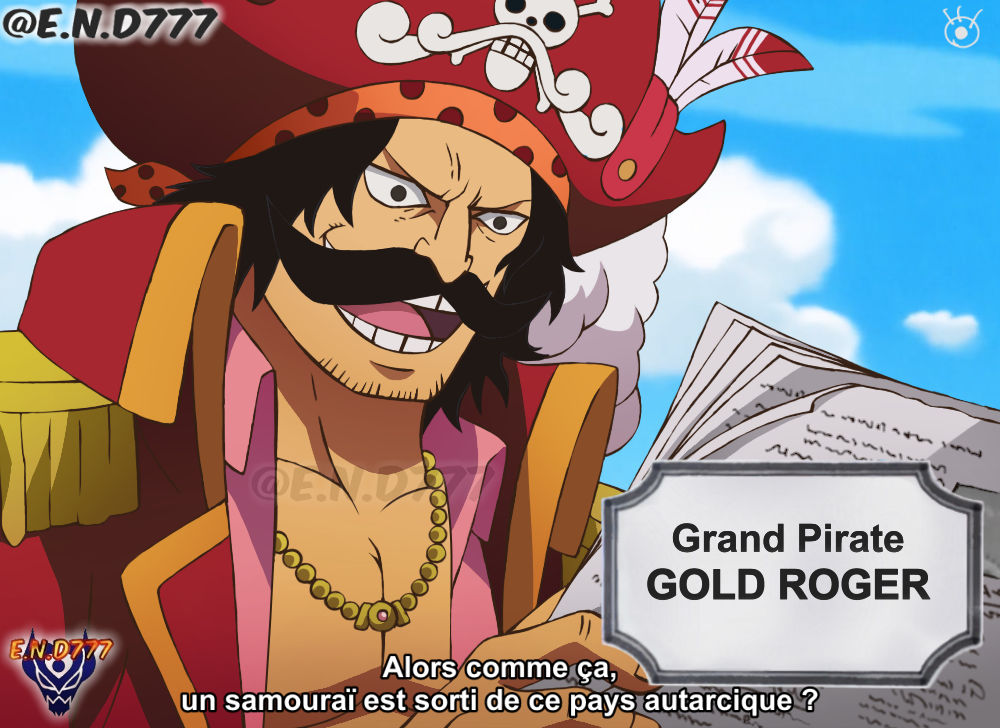 @E.N.D777
@E.N.D777
Grand Pirate
GOLD ROGER
E.N.D777
Alors comme ça,
un samouraï est sorti de ce pays autarcique ?